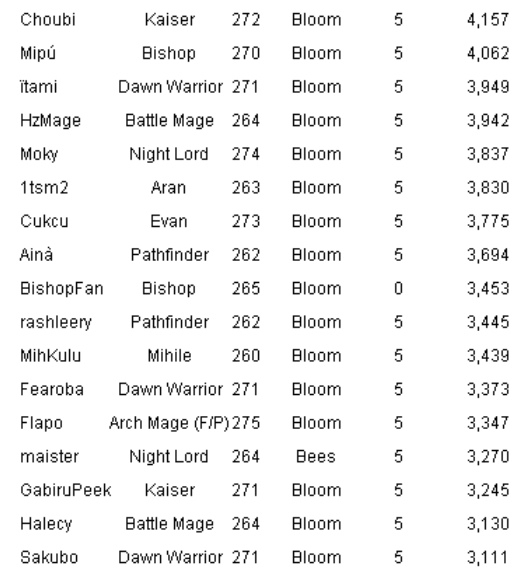 Choubi Kaiser 272 Bloom 5 4,157
Mipú Bishop 270 Bloom 5 4,062
ïtami Dawn Warrior 271 Bloom 5 3,949
HzMage Battle Mage 264 Bloom 5 3,942
Moky Night Lord 274 Bloom 5 3,837
1tsm2 Aran 263 Bloom 5 3,830
Cukcu Evan 273 Bloom 5 3,775
Ainà Pathfinder 262 Bloom 5 3,694
BishopFan Bishop 265 Bloom 0 3,453
rashleery Pathfinder 262 Bloom 5 3,445
MihKulu Mihile 260 Bloom 5 3,439
Fearoba Dawn Warrior 271 Bloom 5 3,373
Flapo Arch Mage (F/P) 275 Bloom 5 3,347
maister Night Lord 264 Bees 5 3,270
GabiruPeek Kaiser 271 Bloom 5 3,245
Halecy Battle Mage 264 Bloom 5 3,130
Sakubo Dawn Warrior 271 Bloom 5 3,111